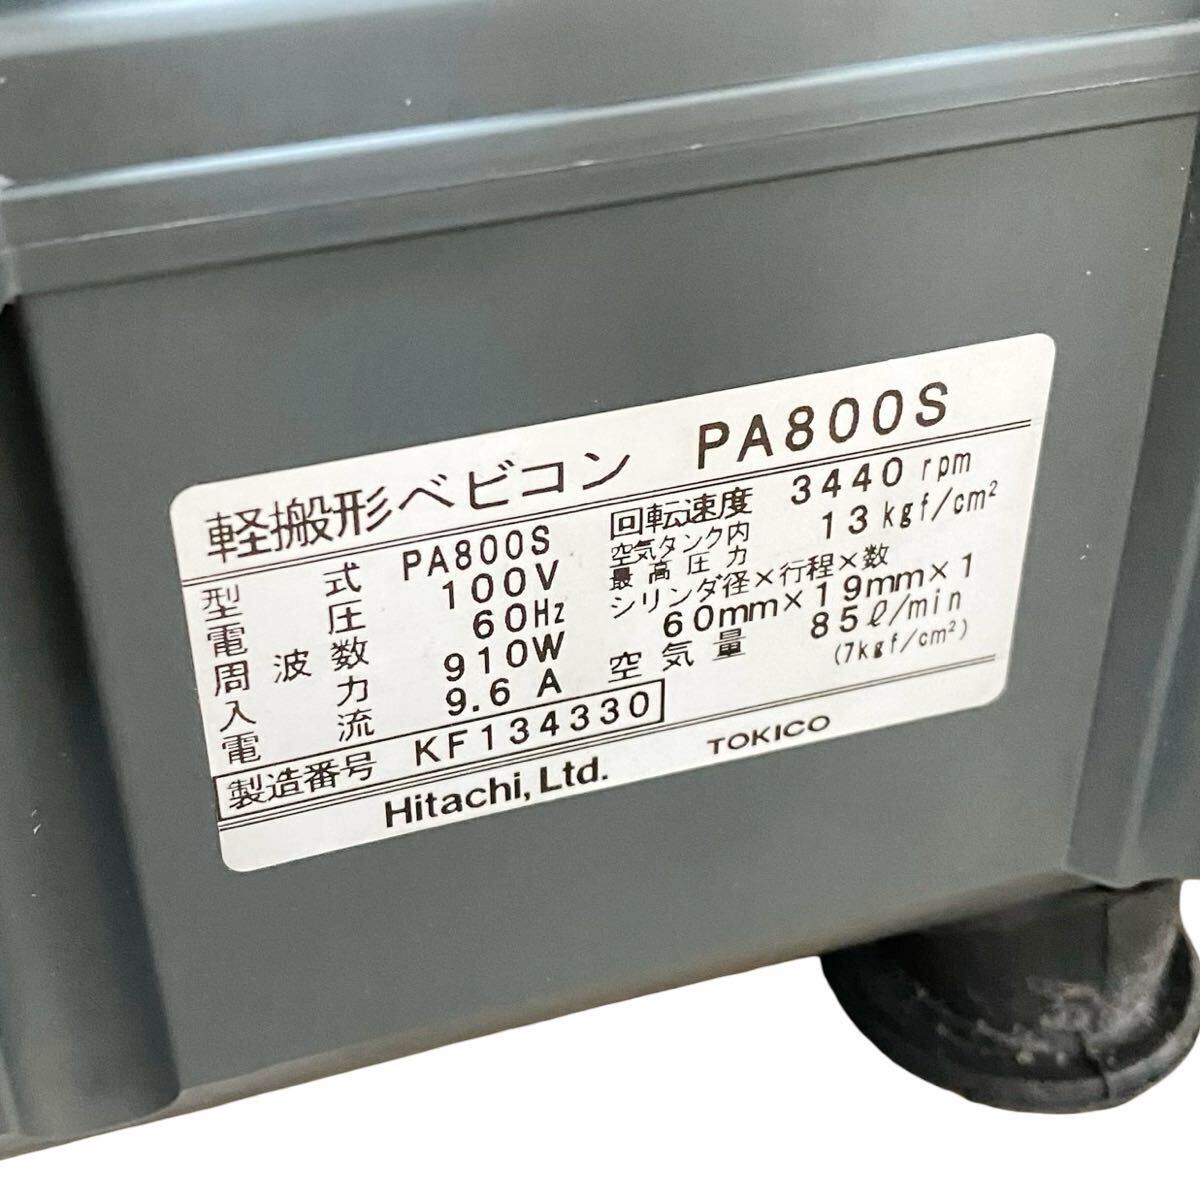 軽搬形ベビコン PA800S
型式 PA800S
電圧 100V
周波数 60Hz
入力 910W
電流 9.6A
製造番号 KF134330
回転速度 3440 rpm
空気タンク内
最高圧力 13kgf/cm²
シリンダ径×行程×数
60mm×19mm×1
空気量 85ℓ/min
(7kgf/cm²)
Hitachi, Ltd. TOKICO